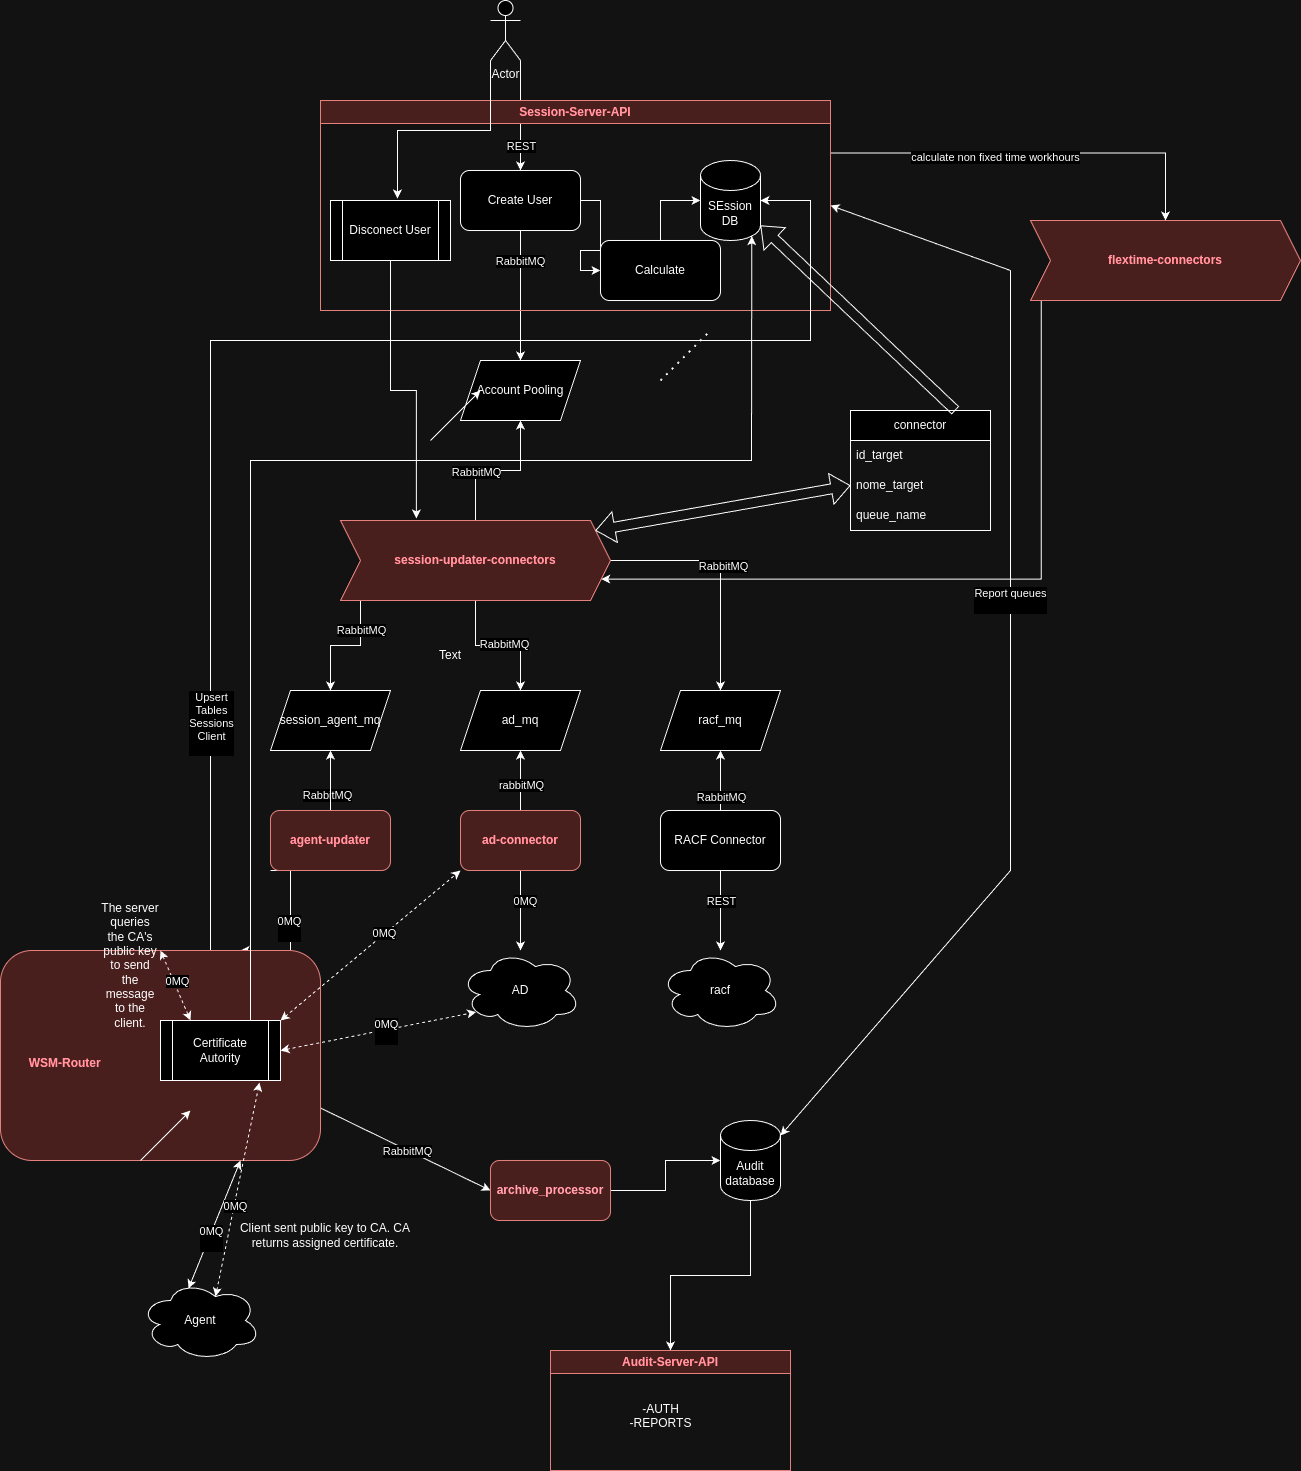 Actor
Session-Server-API
REST
calculate non fixed time workhours
Create User
SEssion
DB
Disconect User
RabbitMQ
Calculate
flextime-connectors
Account Pooling
connector
id_target
RabbitMQ
nome_target
queue_name
session-updater-connectors
RabbitMQ
Report queues
RabbitMQ
RabbitMQ
Text
Upsert
Tables
Sessions
Client
session_agent_mq
ad_mq
racf_mq
RabbitMQ
rabbitMQ
RabbitMQ
agent-updater
ad-connector
RACF Connector
0MQ
REST
The server
queries
the CA's
public key
to send
the
message
to the
client.
0MQ
0MQ
0MQ
AD
racf
0MQ
Certificate
Autority
WSM-Router
RabbitMQ
Audit
database
archive_processor
0MQ
0MQ
Client sent public key to CA. CA
returns assigned certificate.
Agent
Audit-Server-API
-AUTH
-REPORTS